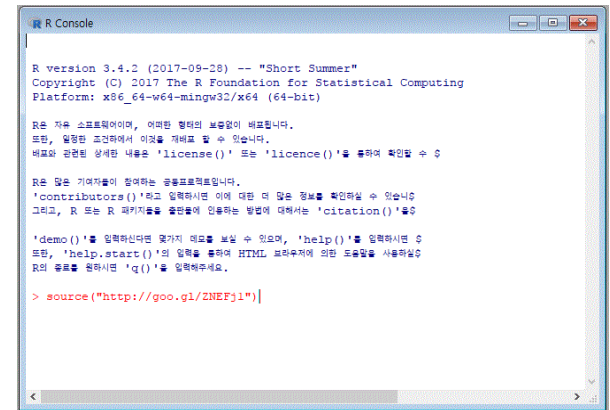 R Console
R version 3.4.2 (2017-09-28) -- "Short Summer"
Copyright (C) 2017 The R Foundation for Statistical Computing
Platform: x86_64-w64-mingw32/x64 (64-bit)
R은 자유 소프트웨어이며, 어떠한 형태의 보증없이 배포됩니다.
또한, 일정한 조건하에서 이것을 재배포 할 수 있습니다.
배포와 관련된 상세한 내용은 'license()' 또는 'licence()'을 통하여 확인할 수 $
R은 많은 기여자들이 참여하는 공동프로젝트입니다.
'contributors()'라고 입력하시면 이에 대한 더 많은 정보를 확인하실 수 있습니$
그리고, R 또는 R 패키지들을 출판물에 인용하는 방법에 대해서는 'citation()'을$
'demo()'를 입력하신다면 몇가지 데모를 보실 수 있으며, 'help()'를 입력하시면 $
또한, 'help.start()'의 입력을 통하여 HTML 브라우저에 의한 도움말을 사용하실$
R의 종료를 원하시면 'q()'을 입력해주세요.
> source("http://goo.gl/ZNEFjl")